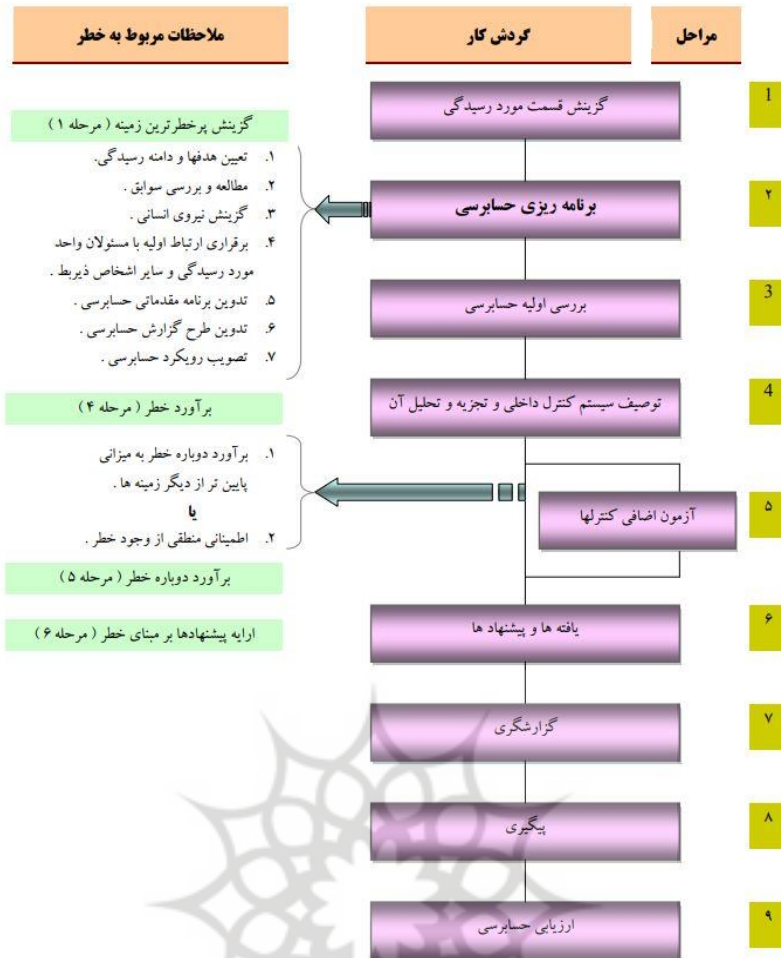 مراحل
گردش کار
ملاحظات مربوط به خطر
1
گزینش قسمت مورد رسیدگی
گزینش پرخطرترین زمینه ( مرحله ۱ )
۲
برنامه ریزی حسابرسی
۱. تعیین هدفها و دامنه رسیدگی.
۲. مطالعه و بررسی سوابق .
۳. گزینش نیروی انسانی .
۴. برقراری ارتباط اولیه با مسئولان واحد
مورد رسیدگی و سایر اشخاص ذیربط .
۵. تدوین برنامه مقدماتی حسابرسی .
۶. تدوین طرح گزارش حسابرسی .
۷. تصویب رویکرد حسابرسی .
3
بررسی اولیه حسابرسی
4
توصیف سیستم کنترل داخلی و تجزیه و تحلیل آن
برآورد خطر ( مرحله ۴ )
۱. برآورد دوباره خطر به میزانی
پایین تر از دیگر زمینه ها .
یا
۲. اطمینانی منطقی از وجود خطر .
۵
آزمون اضافی کنترلها
برآورد دوباره خطر ( مرحله ۵ )
۶
یافته ها و پیشنهاد ها
ارایه پیشنهادها بر مبنای خطر ( مرحله ۶ )
۷
گزارشگری
۸
پیگیری
۹
ارزیابی حسابرسی